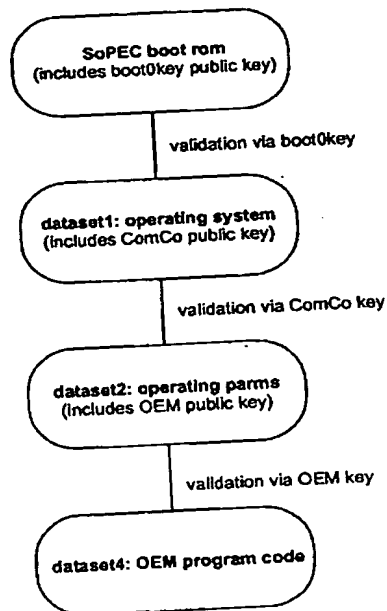 SoPEC boot rom
(includes boot0key public key)
validation via boot0key
dataset1: operating system
(includes ComCo public key)
validation via ComCo key
dataset2: operating parms
(includes OEM public key)
validation via OEM key
dataset4: OEM program code